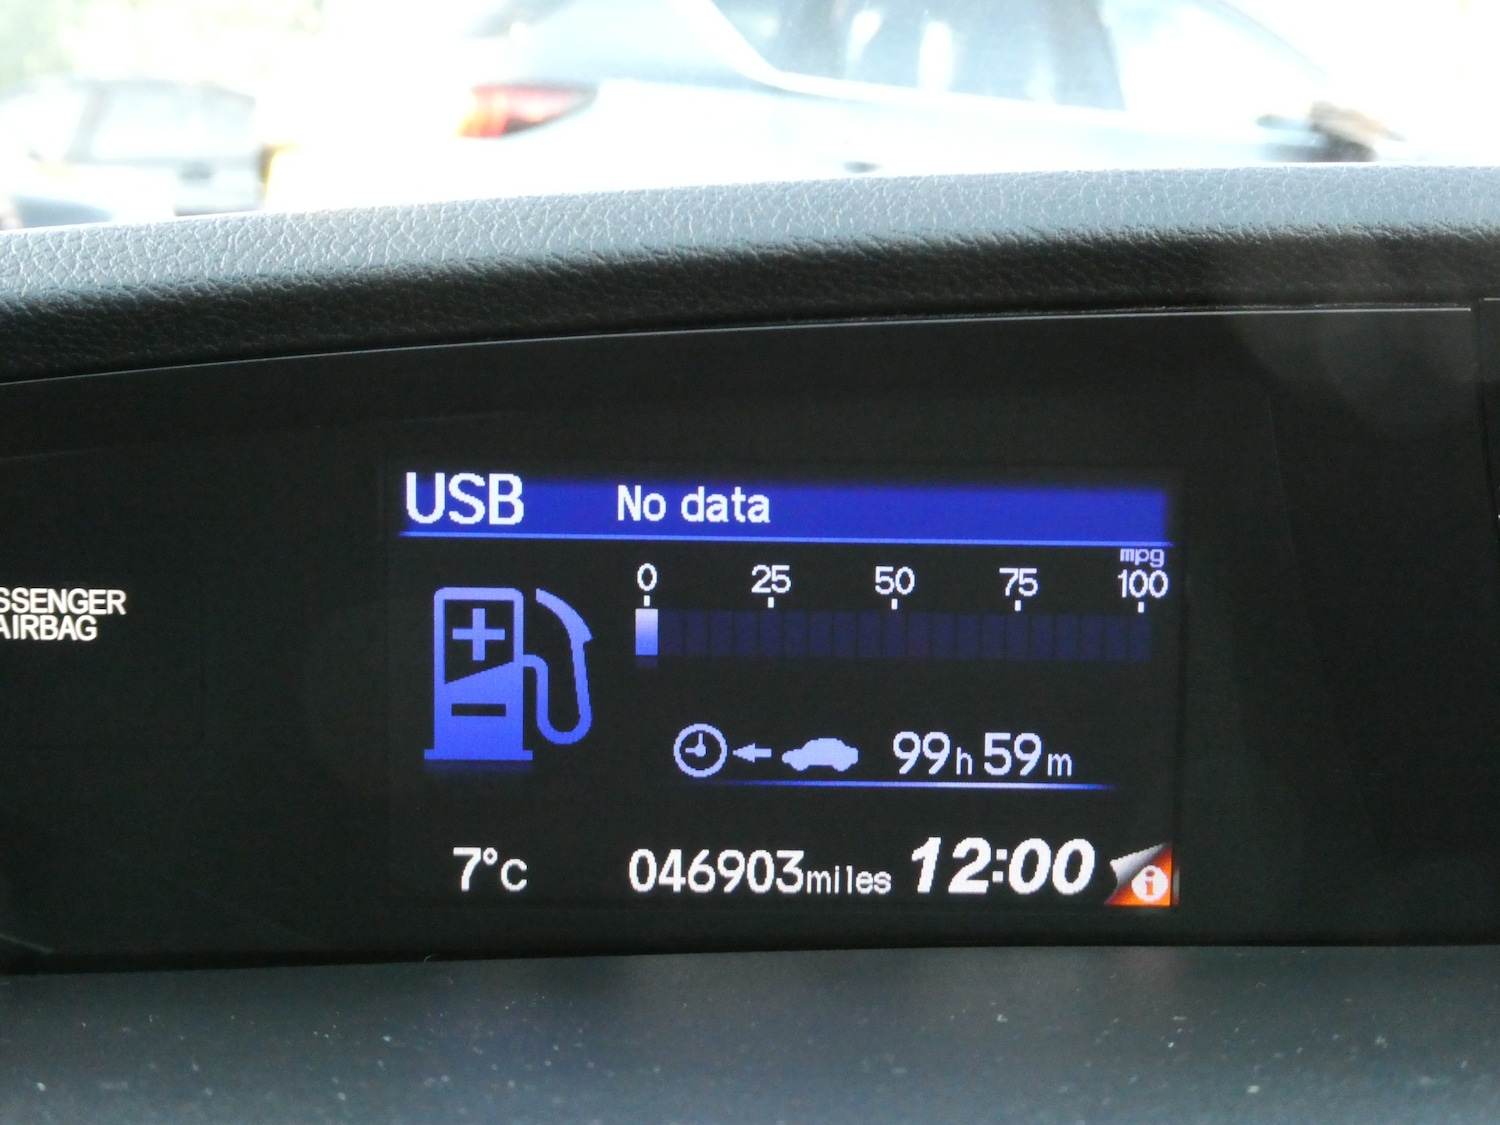 USB No data
mpg
0 25 50 75 100
SSENGER
AIRBAG
99h59m
7°c 046903miles 12:00
i